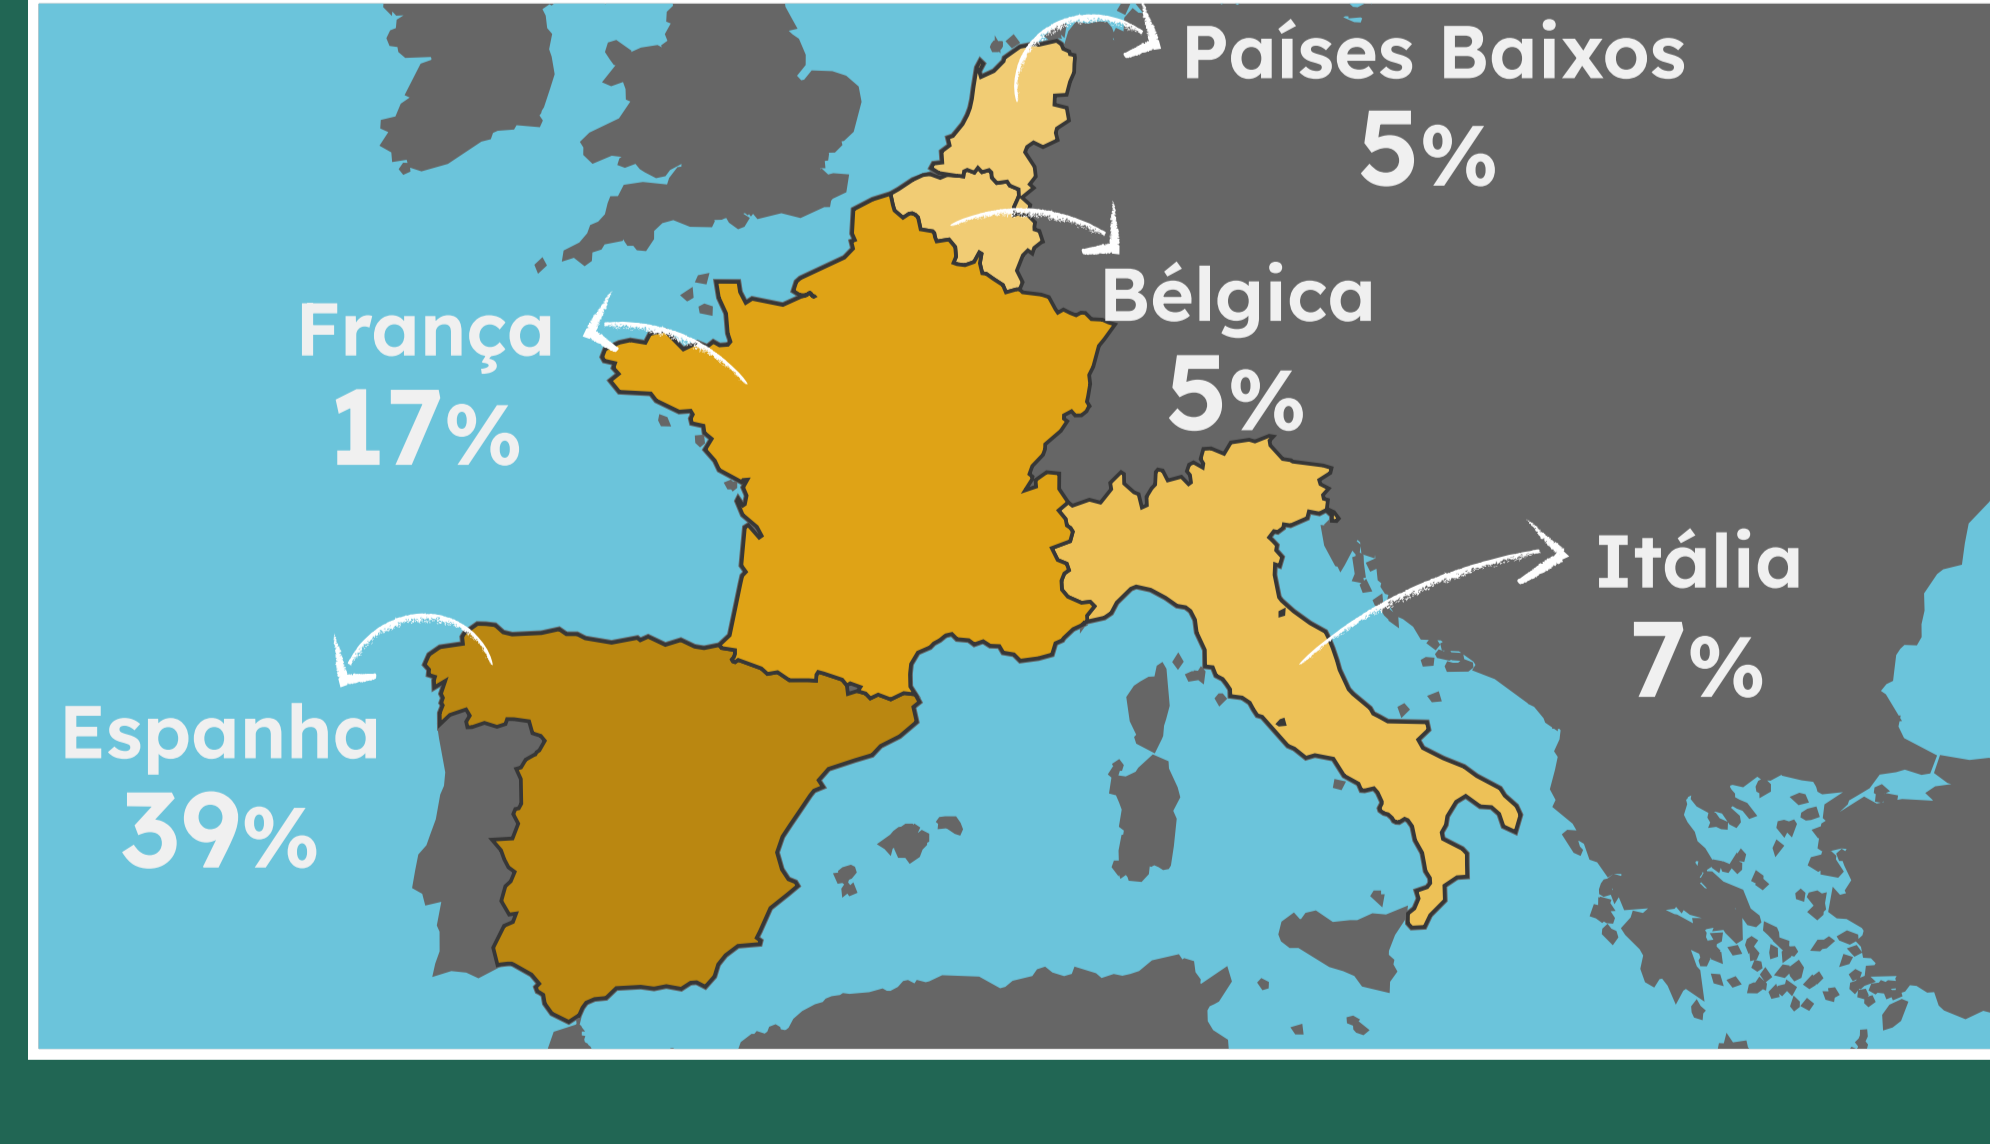 Países Baixos
5%
Bélgica
5%
França
17%
Itália
7%
Espanha
39%